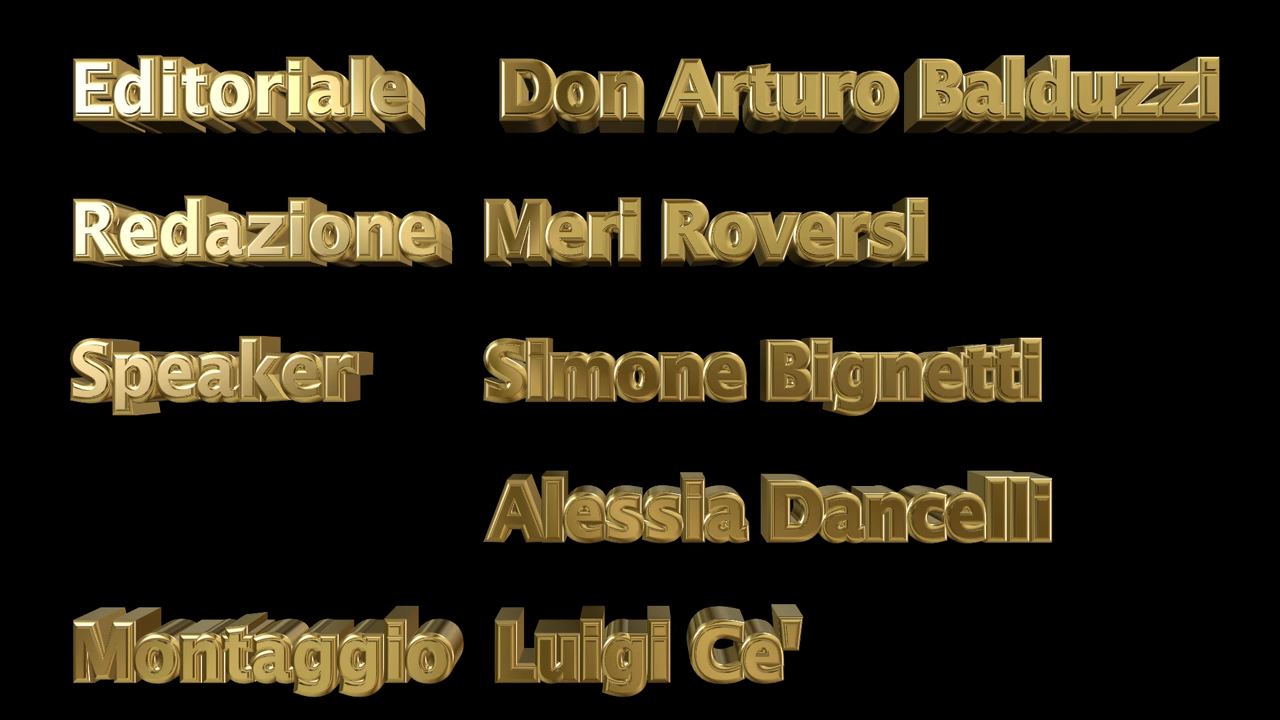 Editoriale Don Arturo Balduzzi
Redazione Meri Roversi
Speaker Simone Bignetti
Alessia Dancelli
Montaggio Luigi Ce'